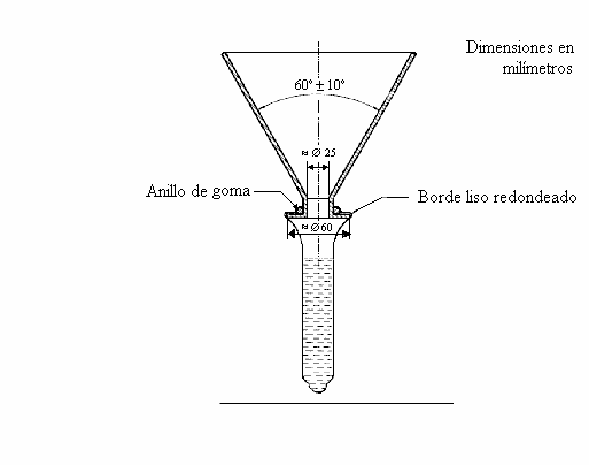 Dimensiones en
milímetros
60° ± 10°
≈ Ø 25
Anillo de goma
Borde liso redondeado
≈ Ø 60